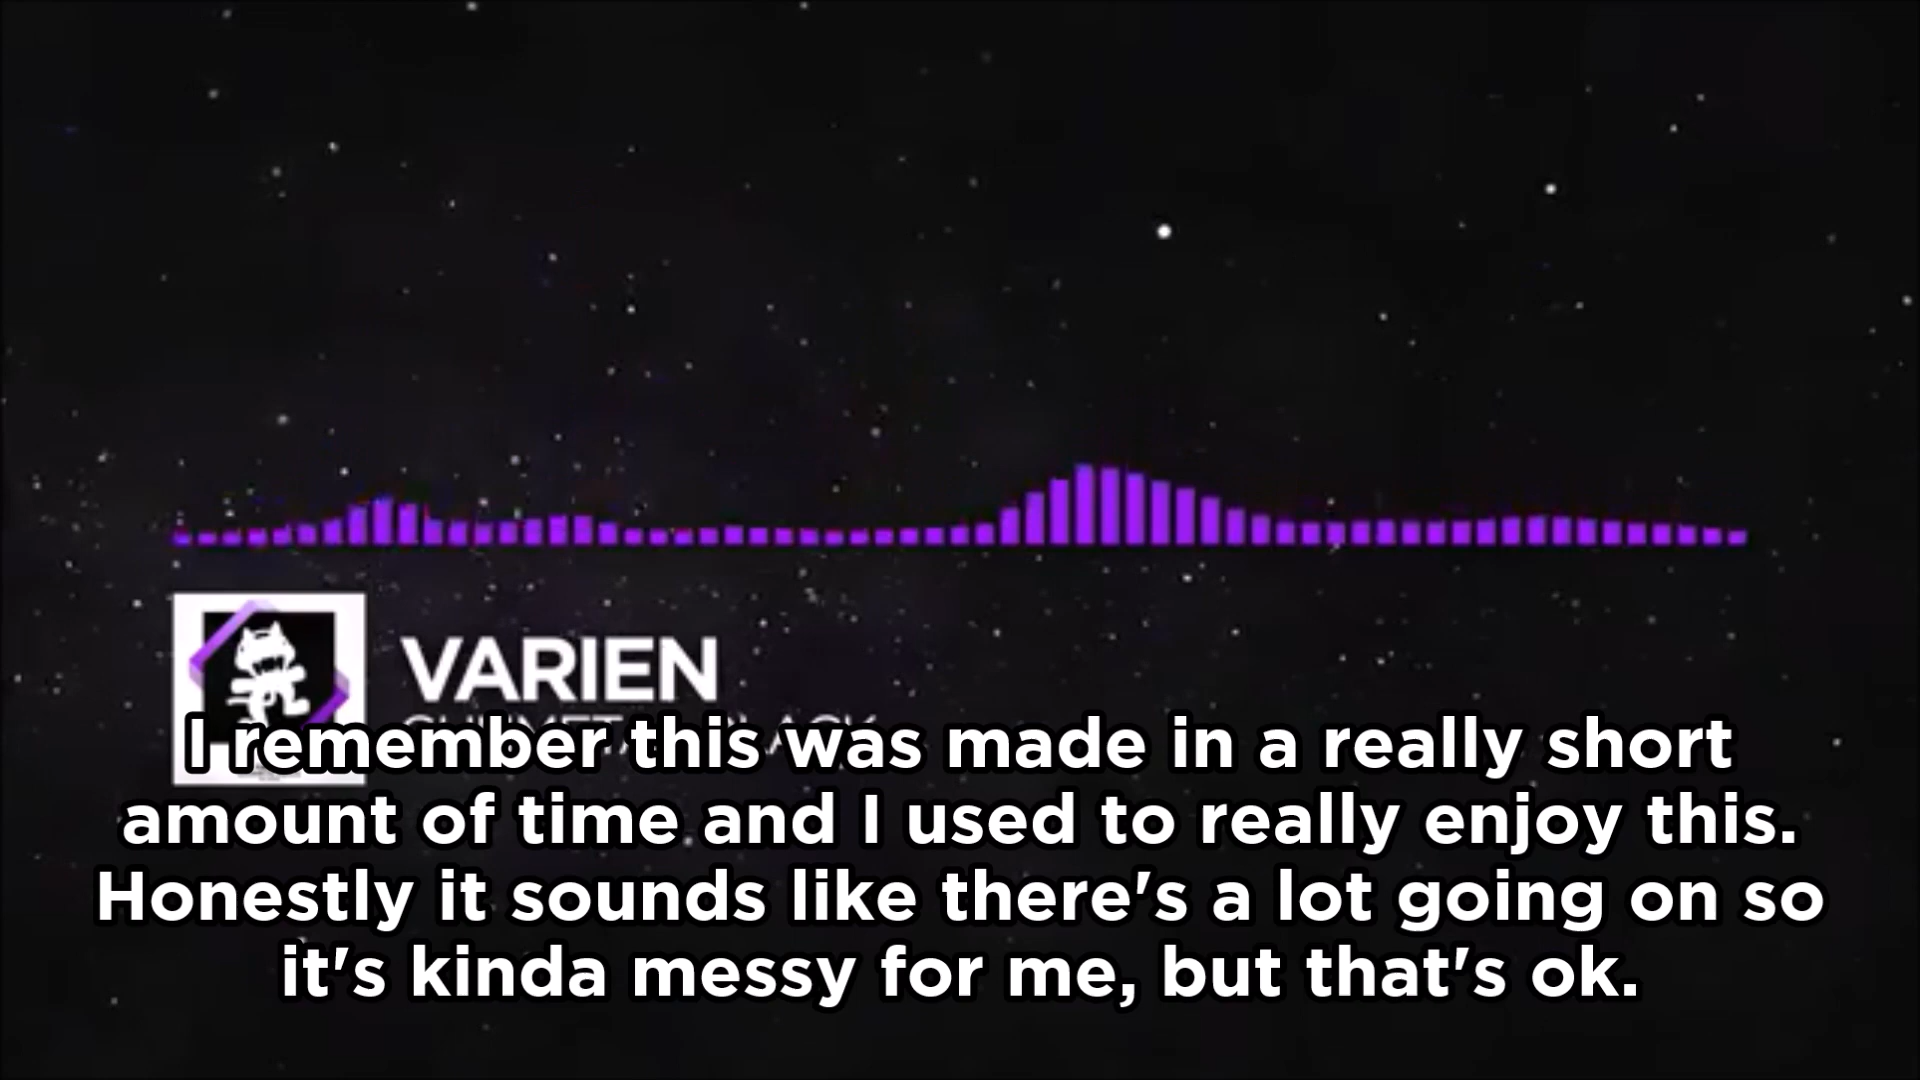 VARIEN
I remember this was made in a really short
amount of time and I used to really enjoy this.
Honestly it sounds like there's a lot going on so
it's kinda messy for me, but that's ok.